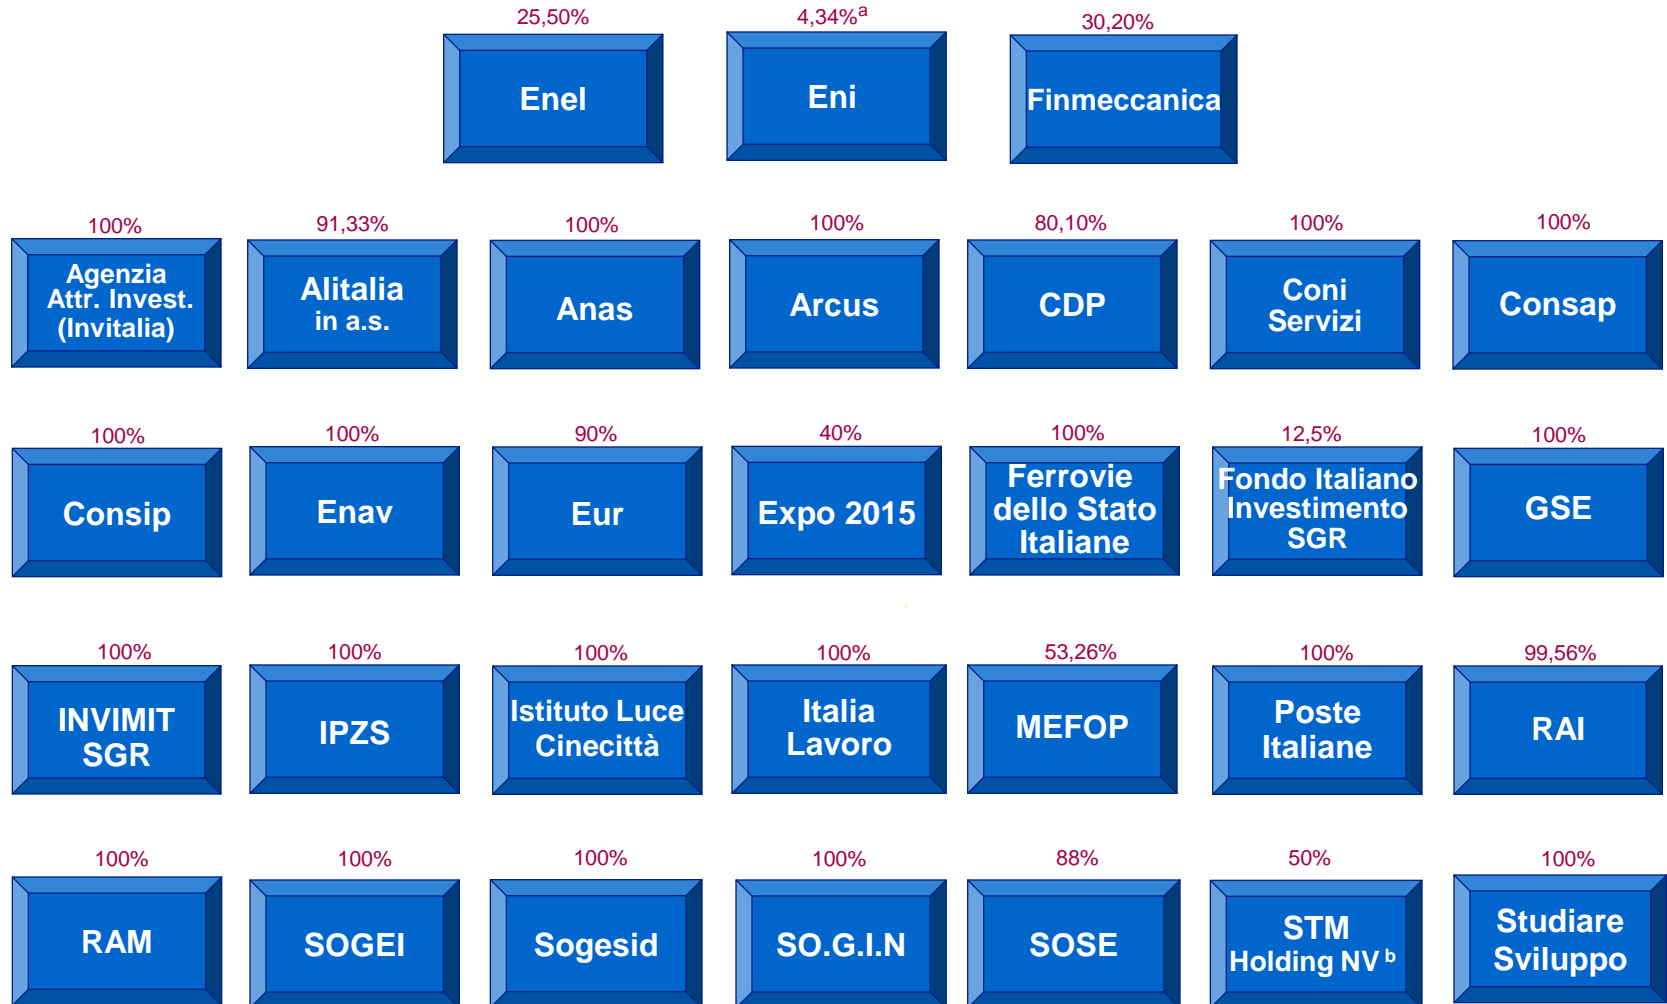 25,50%
4,34%a
30,20%
Enel
Eni
Finmeccanica
100%
91,33%
100%
100%
80,10%
100%
100%
Agenzia
Attr. Invest.
(Invitalia)
Alitalia
in a.s.
Anas
Arcus
CDP
Coni
Servizi
Consap
100%
100%
90%
40%
100%
12,5%
100%
Consip
Enav
Eur
Expo 2015
Ferrovie
dello Stato
Italiane
Fondo Italiano
Investimento
SGR
GSE
100%
100%
100%
100%
53,26%
100%
99,56%
INVIMIT
SGR
IPZS
Istituto Luce
Cinecittà
Italia
Lavoro
MEFOP
Poste
Italiane
RAI
100%
100%
100%
100%
88%
50%
100%
RAM
SOGEI
Sogesid
SO.G.I.N
SOSE
STM
Holding NV b
Studiare
Sviluppo